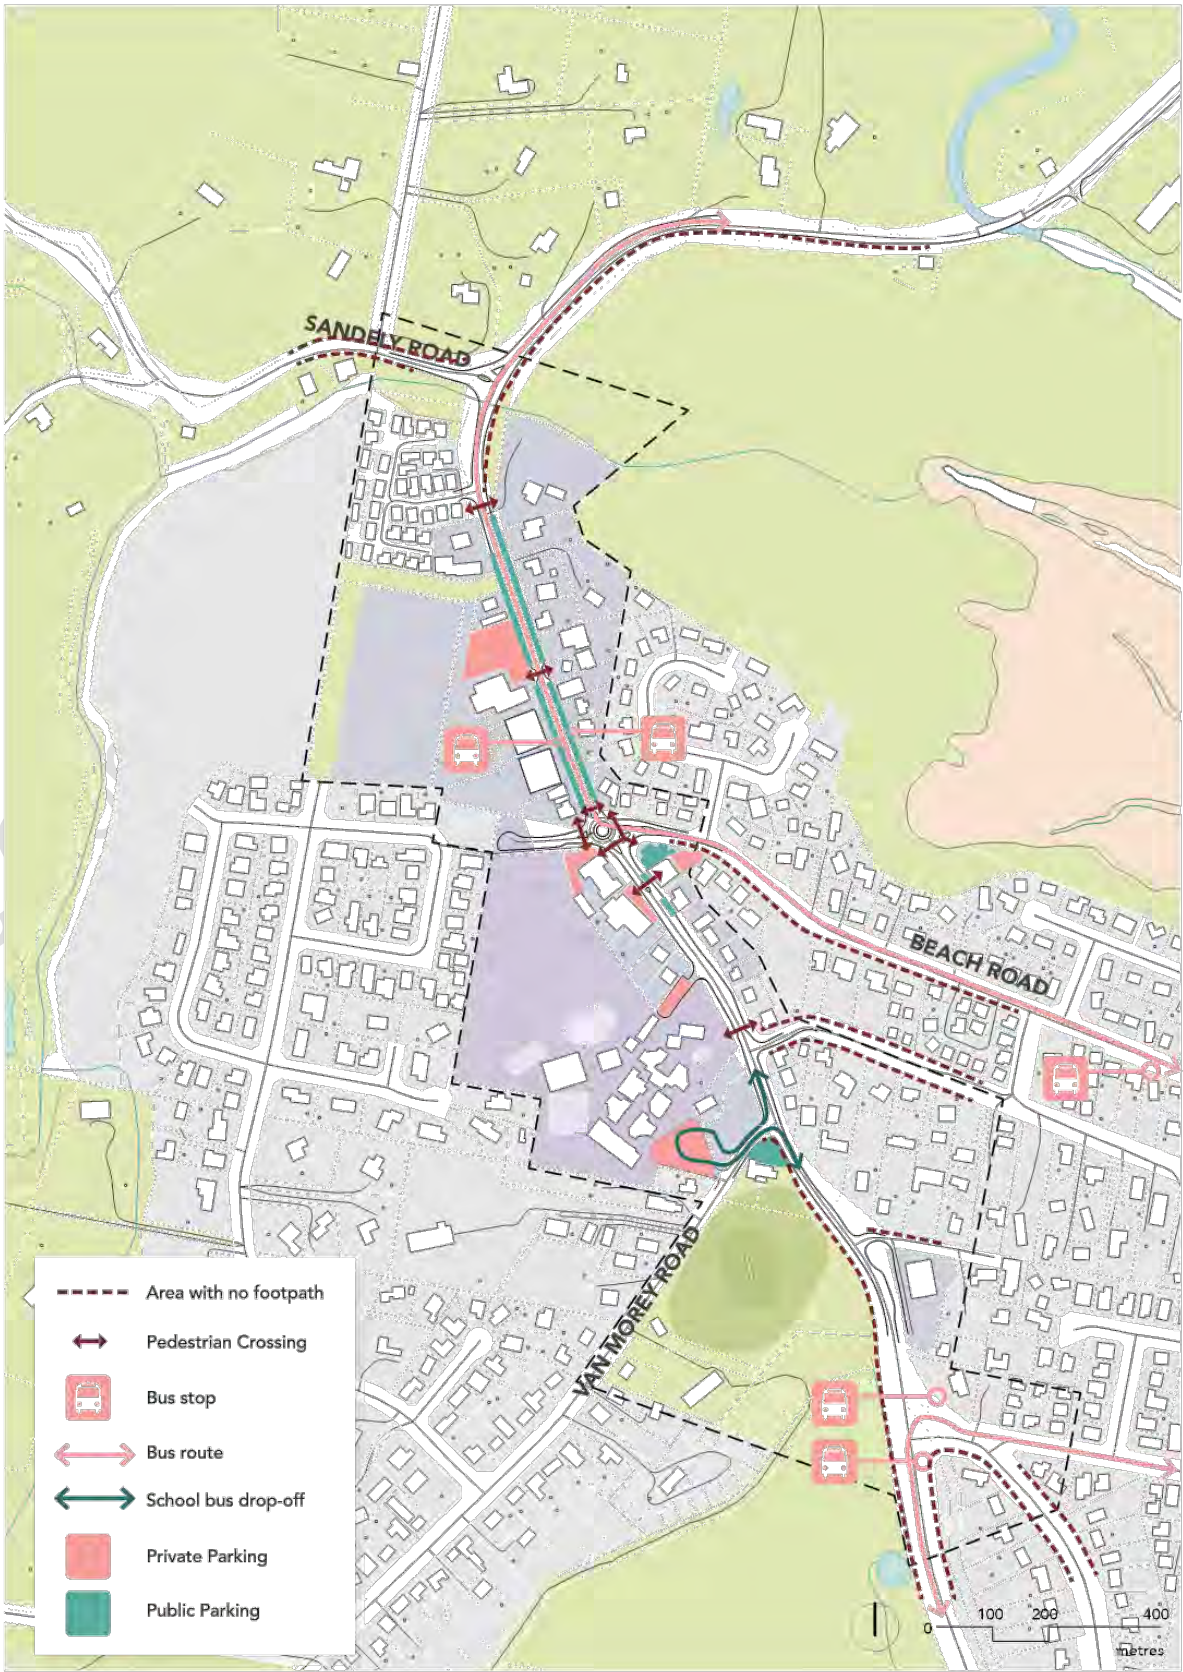 SANDFLY ROAD
BEACH ROAD
VAN MOREY ROAD
Area with no footpath
Pedestrian Crossing
Bus stop
Bus route
School bus drop-off
Private Parking
Public Parking
0 100 200 400
metres